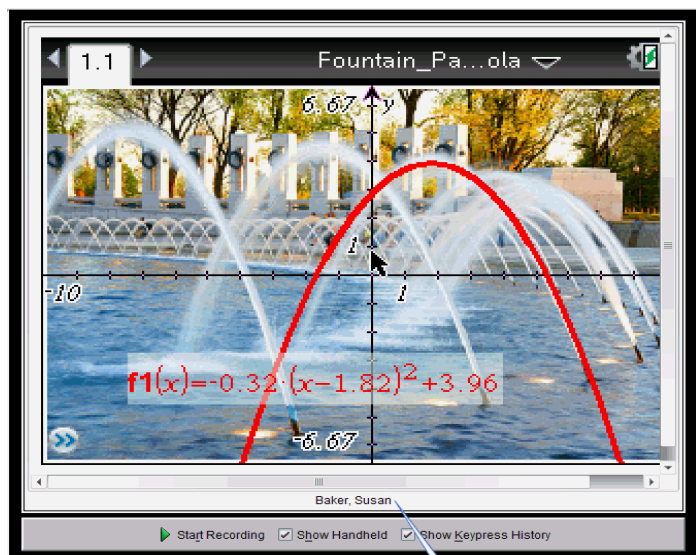 1.1 Fountain_Pa...ola
6.67 y
1
-10 1
f1(x)=-0.32·(x-1.82)²+3.96
-6.67
Baker, Susan
Start Recording Show Handheld Show Keypress History